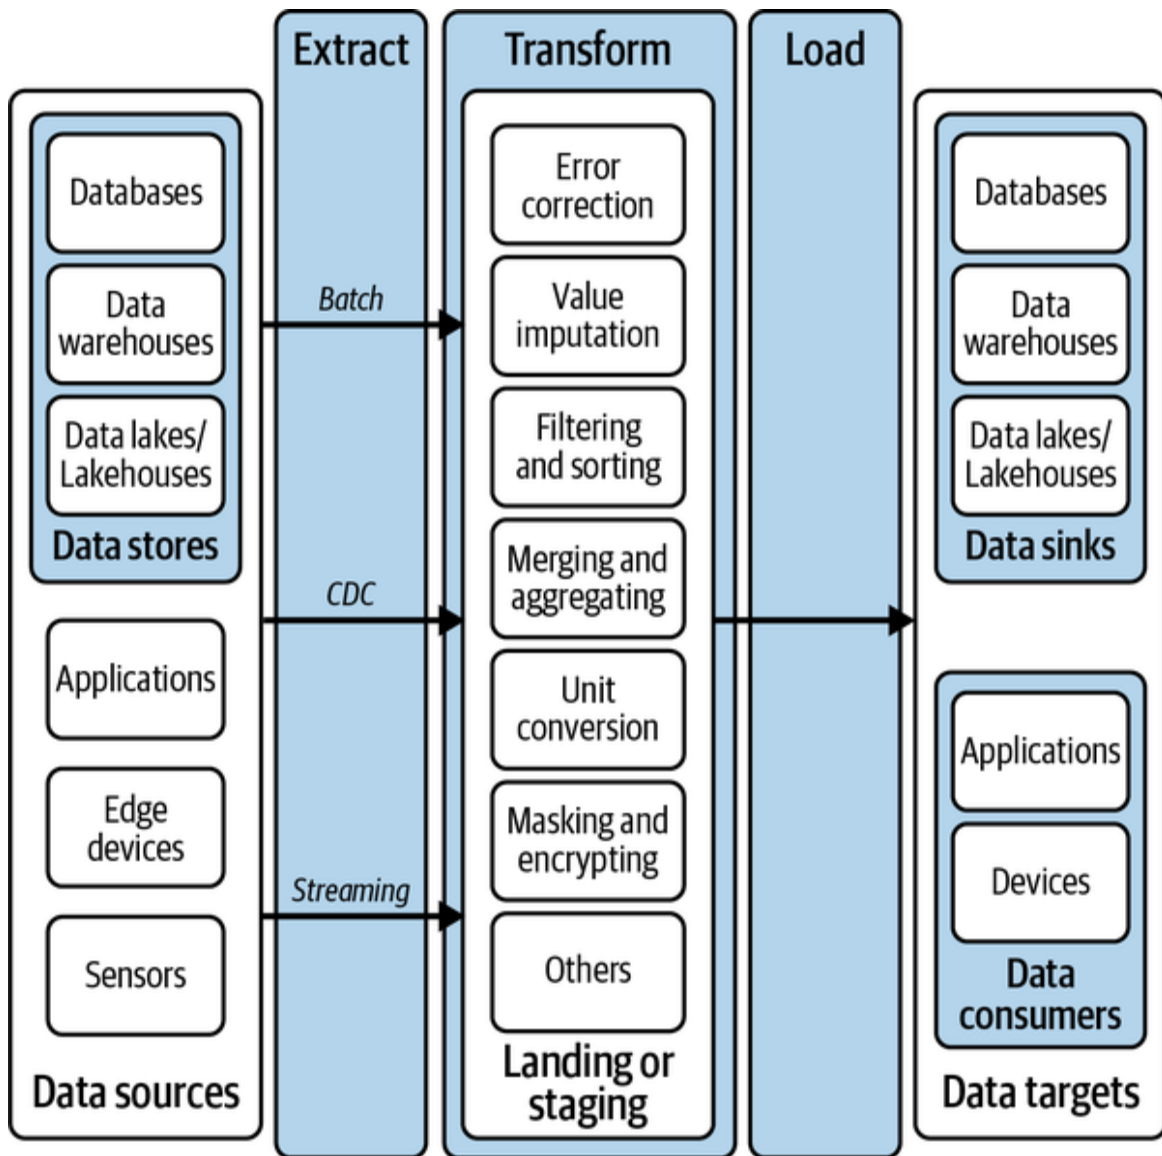 Extract
Transform
Load
Databases
Data
warehouses
Data lakes/
Lakehouses
Data stores
Applications
Edge
devices
Sensors
Data sources
Batch
CDC
Streaming
Error
correction
Value
imputation
Filtering
and sorting
Merging and
aggregating
Unit
conversion
Masking and
encrypting
Others
Landing or
staging
Databases
Data
warehouses
Data lakes/
Lakehouses
Data sinks
Applications
Devices
Data
consumers
Data targets